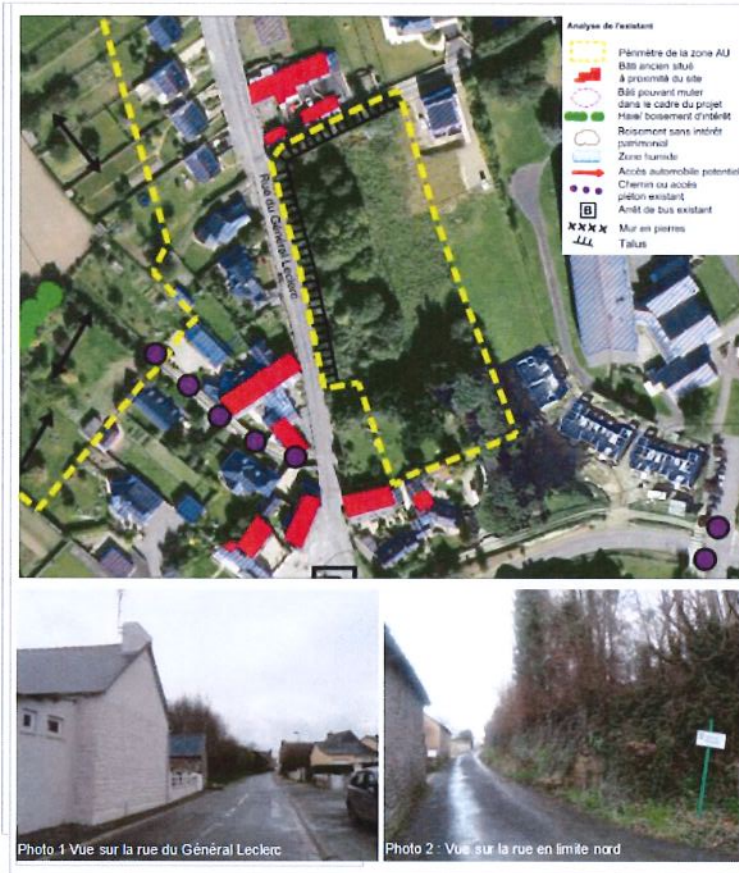 Analyse de l'existant
Périmètre de la zone AU
Bâti ancien situé
à proximité du site
Bâti pouvant muter
dans le cadre du projet
Haie/ boisement d'intérêt
Boisement sans intérêt
patrimonial
Zone humide
Accès automobile potentiel
Chemin ou accès
piéton existant
B
Arrêt de bus existant
Mur en pierres
Talus
Rue du Général Leclerc
Photo 1 Vue sur la rue du Général Leclerc
Photo 2 : Vue sur la rue en limite nord